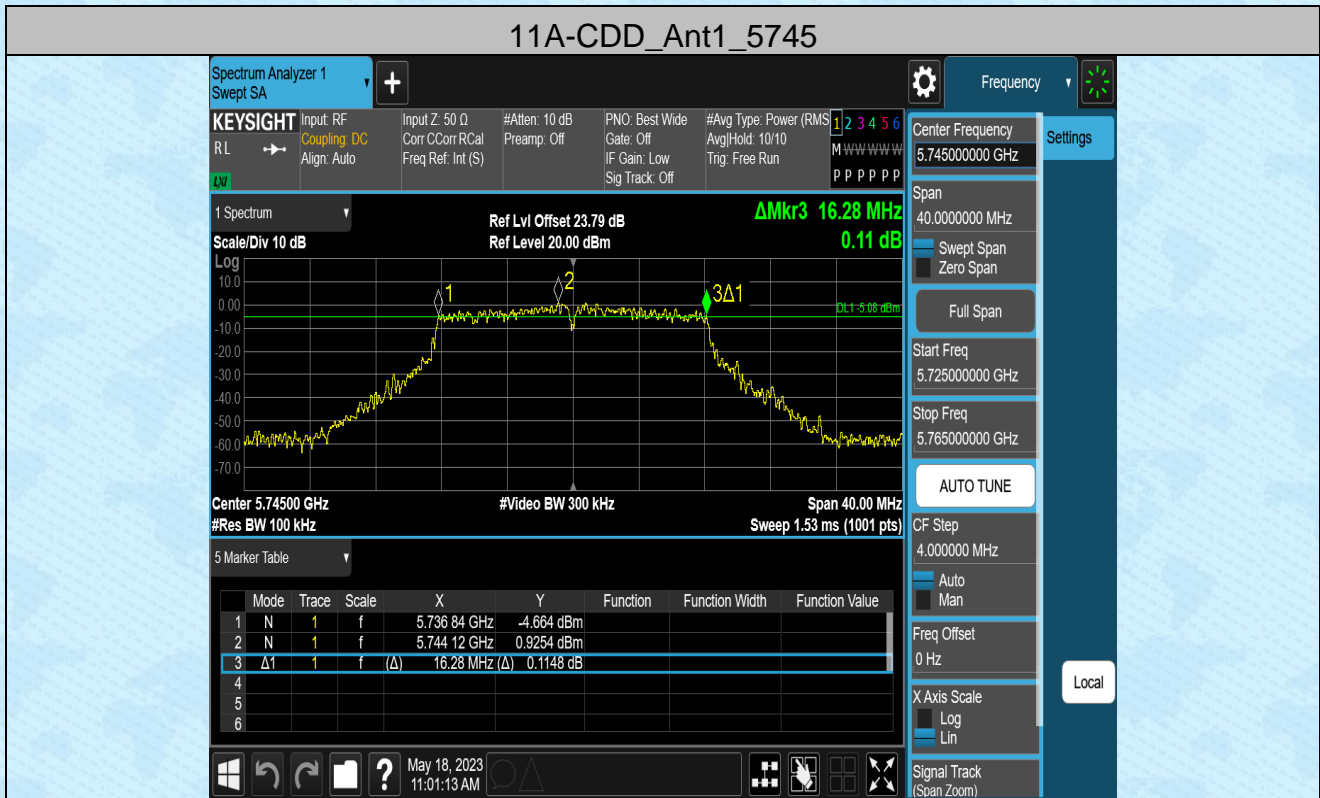 11A-CDD_Ant1_5745
Spectrum Analyzer 1
Swept SA
+
Frequency
KEYSIGHT
RL
LXI
Input: RF
Coupling: DC
Align: Auto
Input Z: 50 Ω
Corr CCorr RCal
Freq Ref: Int (S)
#Atten: 10 dB
Preamp: Off
PNO: Best Wide
Gate: Off
IF Gain: Low
Sig Track: Off
#Avg Type: Power (RMS
Avg|Hold: 10/10
Trig: Free Run
1 2 3 4 5 6
M W W W W W
P P P P P P
1 Spectrum
Scale/Div 10 dB
Ref Lvl Offset 23.79 dB
Ref Level 20.00 dBm
ΔMkr3 16.28 MHz
0.11 dB
Log
10.0
0.00
-10.0
-20.0
-30.0
-40.0
-50.0
-60.0
-70.0
1
2
3Δ1
DL1 -5.08 dBm
Center 5.74500 GHz
#Video BW 300 kHz
Span 40.00 MHz
#Res BW 100 kHz
Sweep 1.53 ms (1001 pts)
5 Marker Table
Mode Trace Scale X Y Function Function Width Function Value
1 N 1 f 5.736 84 GHz -4.664 dBm
2 N 1 f 5.744 12 GHz 0.9254 dBm
3 Δ1 1 f (Δ) 16.28 MHz (Δ) 0.1148 dB
4
5
6
?
May 18, 2023
11:01:13 AM
Center Frequency
5.745000000 GHz
Settings
Span
40.0000000 MHz
Swept Span
Zero Span
Full Span
Start Freq
5.725000000 GHz
Stop Freq
5.765000000 GHz
AUTO TUNE
CF Step
4.000000 MHz
Auto
Man
Freq Offset
0 Hz
Local
X Axis Scale
Log
Lin
Signal Track
(Span Zoom)